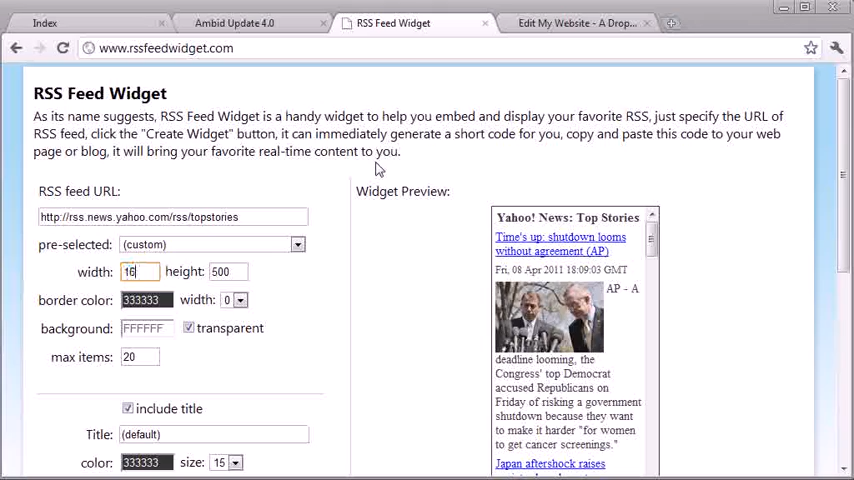 Index
Ambid Update 4.0
RSS Feed Widget
Edit My Website - A Drop...
www.rssfeedwidget.com
RSS Feed Widget
As its name suggests, RSS Feed Widget is a handy widget to help you embed and display your favorite RSS, just specify the URL of
RSS feed, click the "Create Widget" button, it can immediately generate a short code for you, copy and paste this code to your web
page or blog, it will bring your favorite real-time content to you.
RSS feed URL:
http://rss.news.yahoo.com/rss/topstories
pre-selected: (custom)
width: 16 height: 500
border color: 333333 width: 0
background: FFFFFF transparent
max items: 20
include title
Title: (default)
color: 333333 size: 15
Widget Preview:
Yahoo! News: Top Stories
Time's up: shutdown looms
without agreement (AP)
Fri, 08 Apr 2011 18:09:03 GMT
AP - A
deadline looming, the
Congress' top Democrat
accused Republicans on
Friday of risking a government
shutdown because they want
to make it harder "for women
to get cancer screenings."
Japan aftershock raises